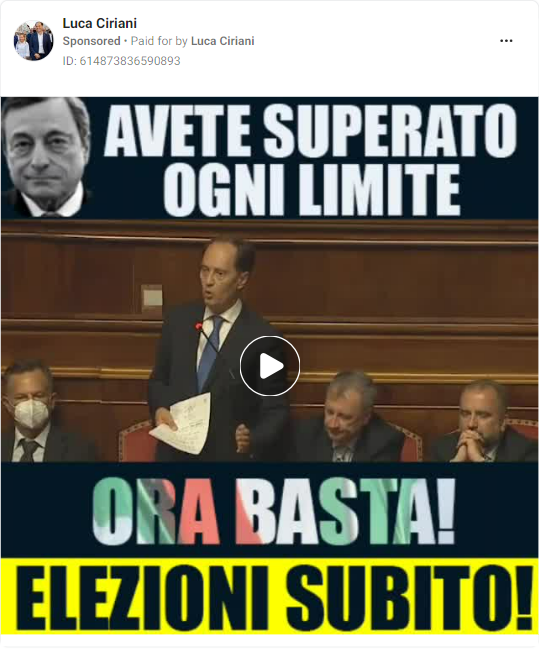 Luca Ciriani
Sponsored • Paid for by Luca Ciriani
ID: 614873836590893
AVETE SUPERATO
OGNI LIMITE
ORA BASTA!
ELEZIONI SUBITO!